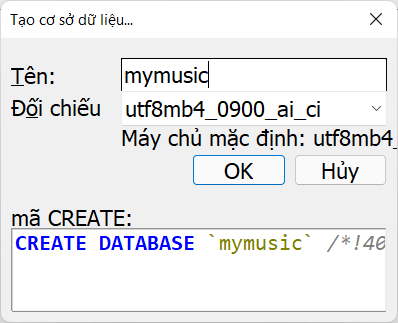 Tạo cơ sở dữ liệu...
Tên:
mymusic
Đối chiếu
utf8mb4_0900_ai_ci
Máy chủ mặc định: utf8mb4_
OK
Hủy
mã CREATE:
CREATE DATABASE `mymusic` /*!40